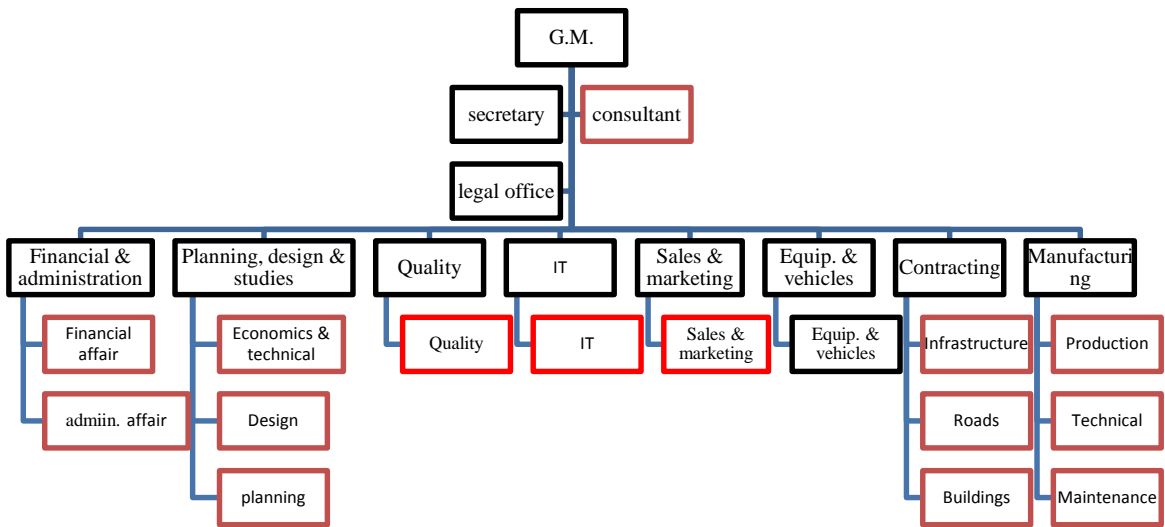 G.M.
secretary
consultant
legal office
Financial &
administration
Planning, design &
studies
Quality
IT
Sales &
marketing
Equip. &
vehicles
Contracting
Manufacturi
ng
Financial
affair
admiin. affair
Economics &
technical
Design
planning
Quality
IT
Sales &
marketing
Equip. &
vehicles
Infrastructure
Roads
Buildings
Production
Technical
Maintenance